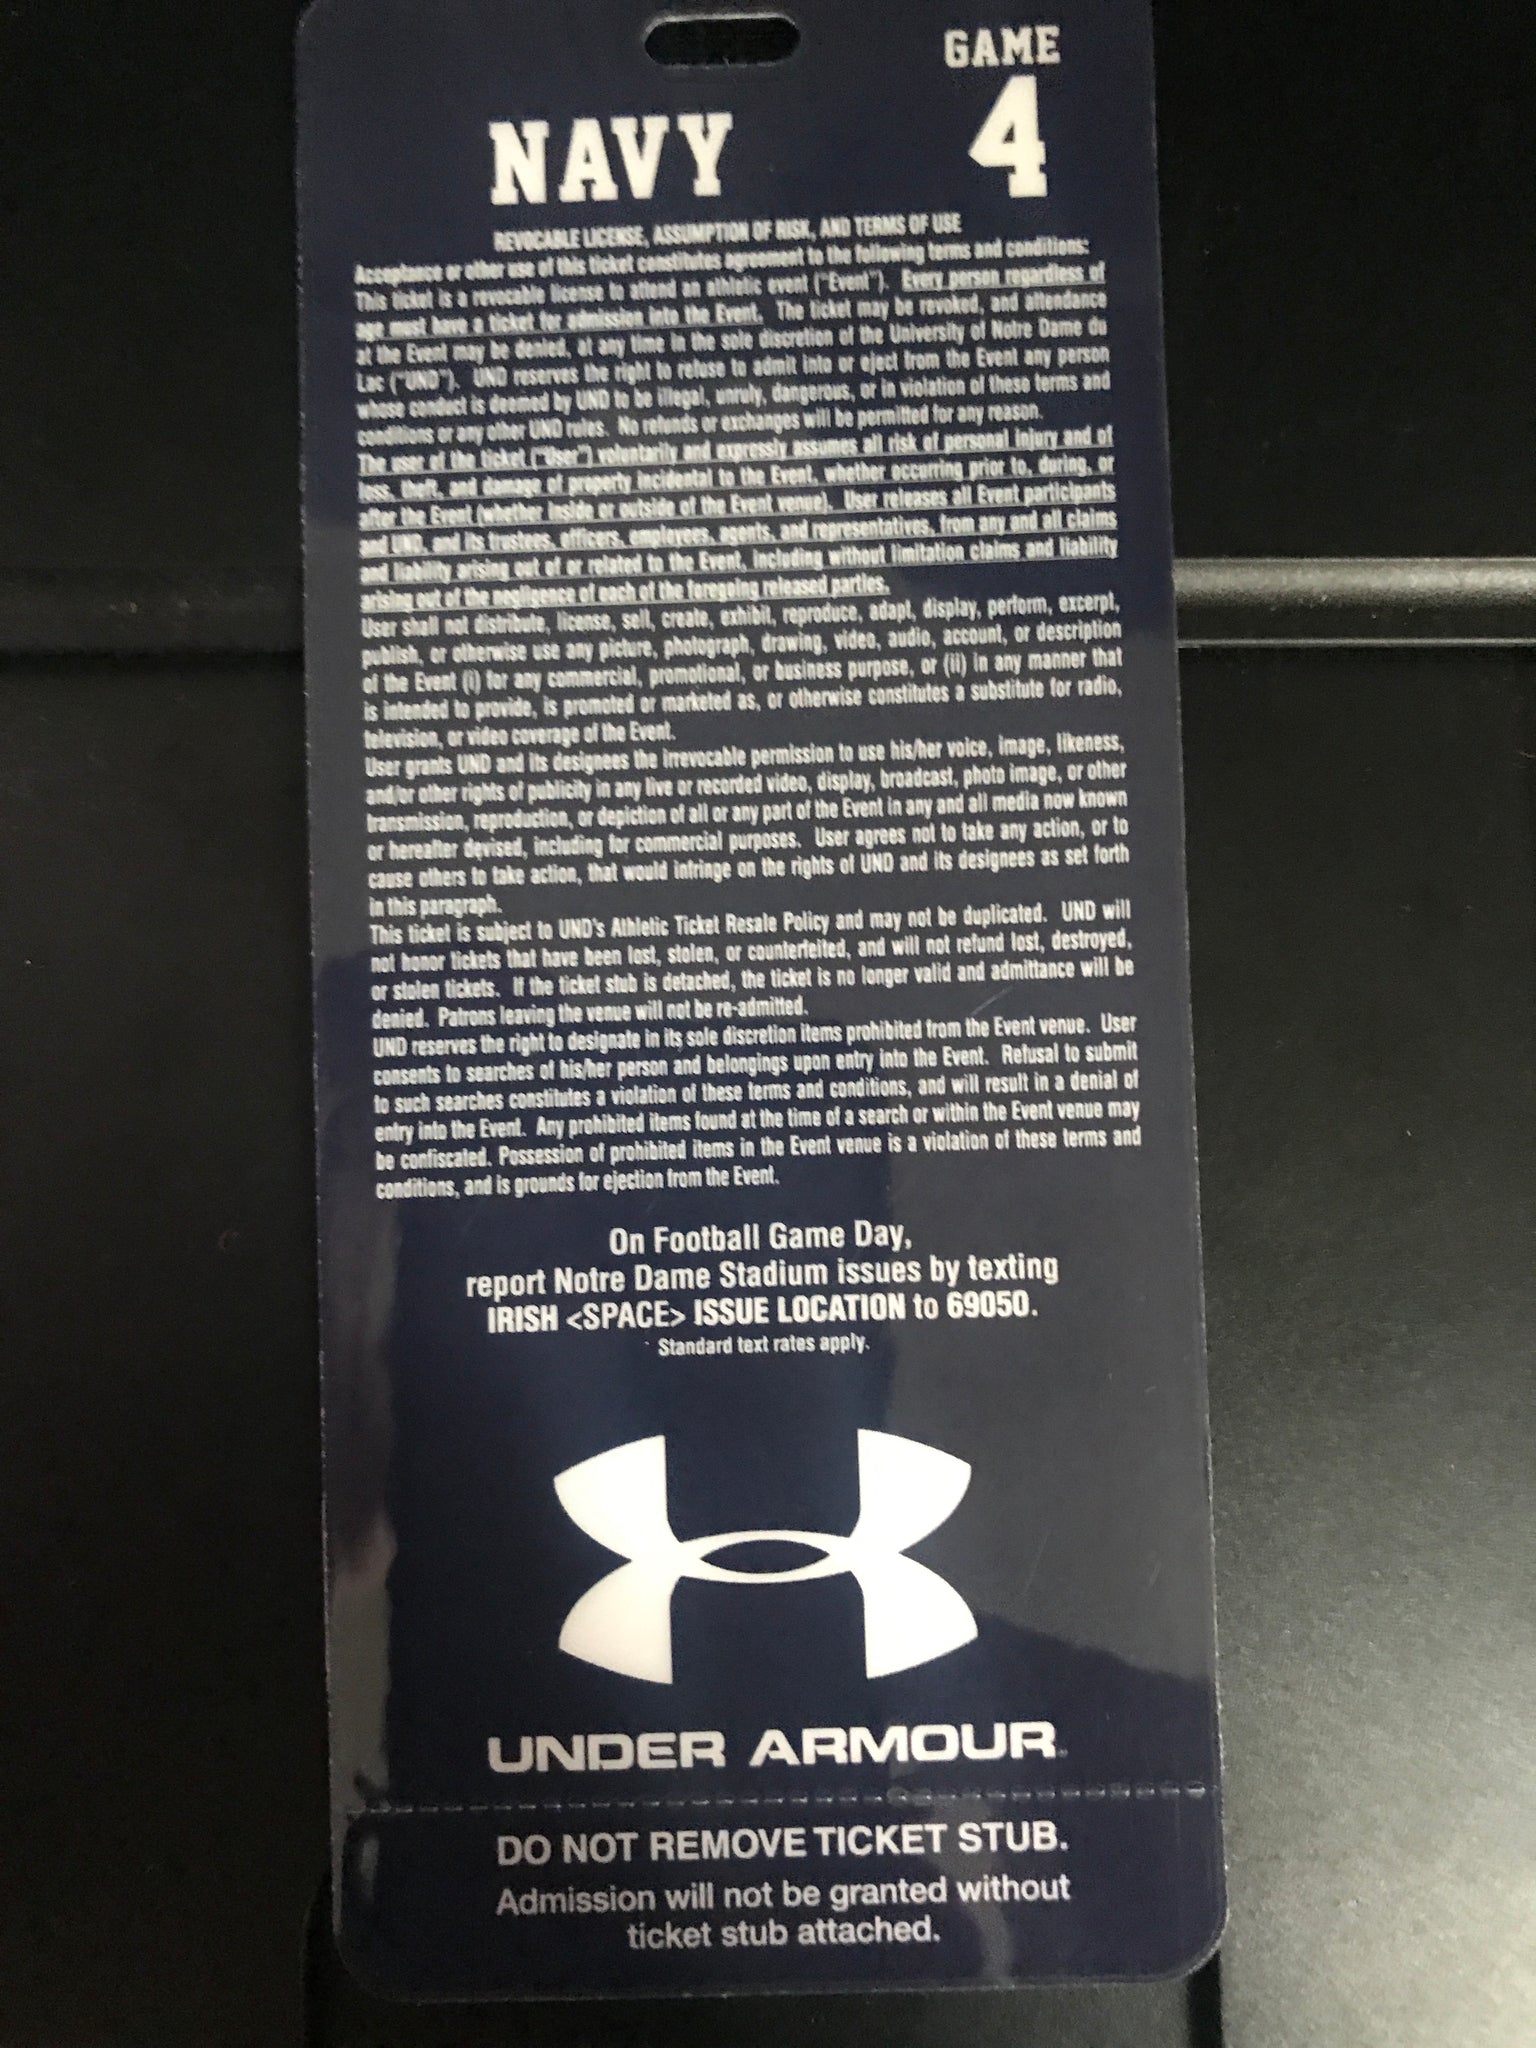 GAME
4
NAVY
REVOCABLE LICENSE, ASSUMPTION OF RISK, AND TERMS OF USE
Acceptance or other use of this ticket constitutes agreement to the following terms and conditions:
This ticket is a revocable license to attend an athletic event ("Event"). Every person regardless of
age must have a ticket for admission into the Event. The ticket may be revoked, and attendance
at the Event may be denied, at any time in the sole discretion of the University of Notre Dame du
Lac ("UND"). UND reserves the right to refuse to admit into or eject from the Event any person
whose conduct is deemed by UND to be illegal, unruly, dangerous, or in violation of these terms and
conditions or any other UND rules. No refunds or exchanges will be permitted for any reason.
The user of the ticket ("User") voluntarily and expressly assumes all risk of personal injury and of
loss, theft, and damage of property incidental to the Event, whether occurring prior to, during, or
after the Event (whether inside or outside of the Event venue). User releases all Event participants
and UND, and its trustees, officers, employees, agents, and representatives, from any and all claims
and liability arising out of or related to the Event, including without limitation claims and liability
arising out of the negligence of each of the foregoing released parties.
User shall not distribute, license, sell, create, exhibit, reproduce, adapt, display, perform, excerpt,
publish, or otherwise use any picture, photograph, drawing, video, audio, account, or description
of the Event (i) for any commercial, promotional, or business purpose, or (ii) in any manner that
is intended to provide, is promoted or marketed as, or otherwise constitutes a substitute for radio,
television, or video coverage of the Event.
User grants UND and its designees the irrevocable permission to use his/her voice, image, likeness,
and/or other rights of publicity in any live or recorded video, display, broadcast, photo image, or other
transmission, reproduction, or depiction of all or any part of the Event in any and all media now known
or hereafter devised, including for commercial purposes. User agrees not to take any action, or to
cause others to take action, that would infringe on the rights of UND and its designees as set forth
in this paragraph.
This ticket is subject to UND's Athletic Ticket Resale Policy and may not be duplicated. UND will
not honor tickets that have been lost, stolen, or counterfeited, and will not refund lost, destroyed,
or stolen tickets. If the ticket stub is detached, the ticket is no longer valid and admittance will be
denied. Patrons leaving the venue will not be re-admitted.
UND reserves the right to designate in its sole discretion items prohibited from the Event venue. User
consents to searches of his/her person and belongings upon entry into the Event. Refusal to submit
to such searches constitutes a violation of these terms and conditions, and will result in a denial of
entry into the Event. Any prohibited items found at the time of a search or within the Event venue may
be confiscated. Possession of prohibited items in the Event venue is a violation of these terms and
conditions, and is grounds for ejection from the Event.
On Football Game Day,
report Notre Dame Stadium issues by texting
IRISH <SPACE> ISSUE LOCATION to 69050.
Standard text rates apply.
UNDER ARMOUR
DO NOT REMOVE TICKET STUB.
Admission will not be granted without
ticket stub attached.